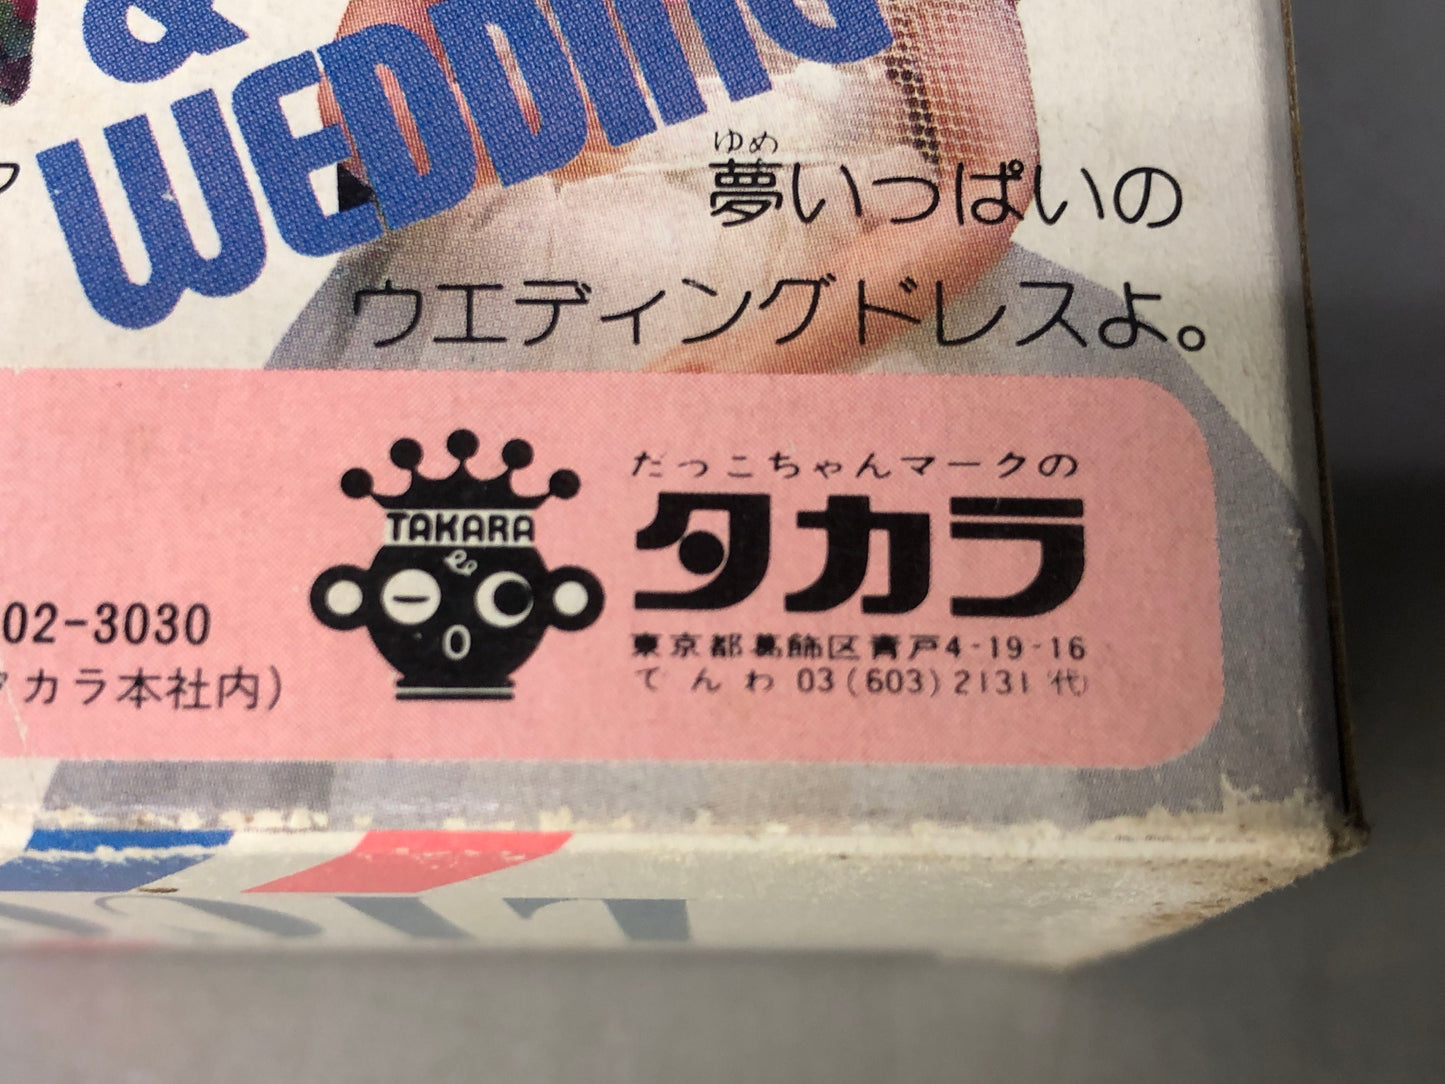 &
WEDDING
夢いっぱいの
ゆめ
ウエディングドレスよ。
TAKARA
だっこちゃんマークの
タカラ
東京都葛飾区青戸4-19-16
でんわ 03(603)2131 代)
02-3030
カラ本社内)